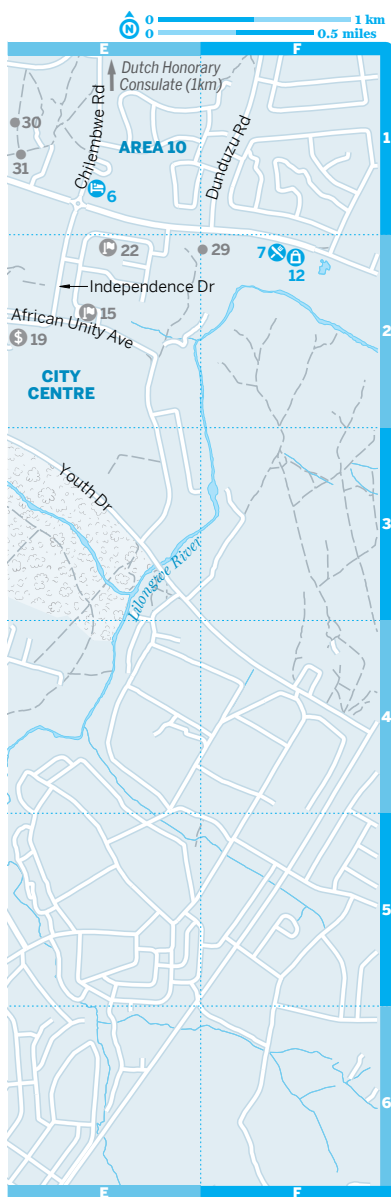 N
0 1 km
0 0.5 miles
E F
Dutch Honorary
Consulate (1km)
Chilembwe Rd
30
AREA 10
Dunduzu Rd
1
31
6
22
29
7
12
Independence Dr
15
African Unity Ave
2
19
$
CITY
CENTRE
Youth Dr
3
Lilongwe River
4
5
6
E F